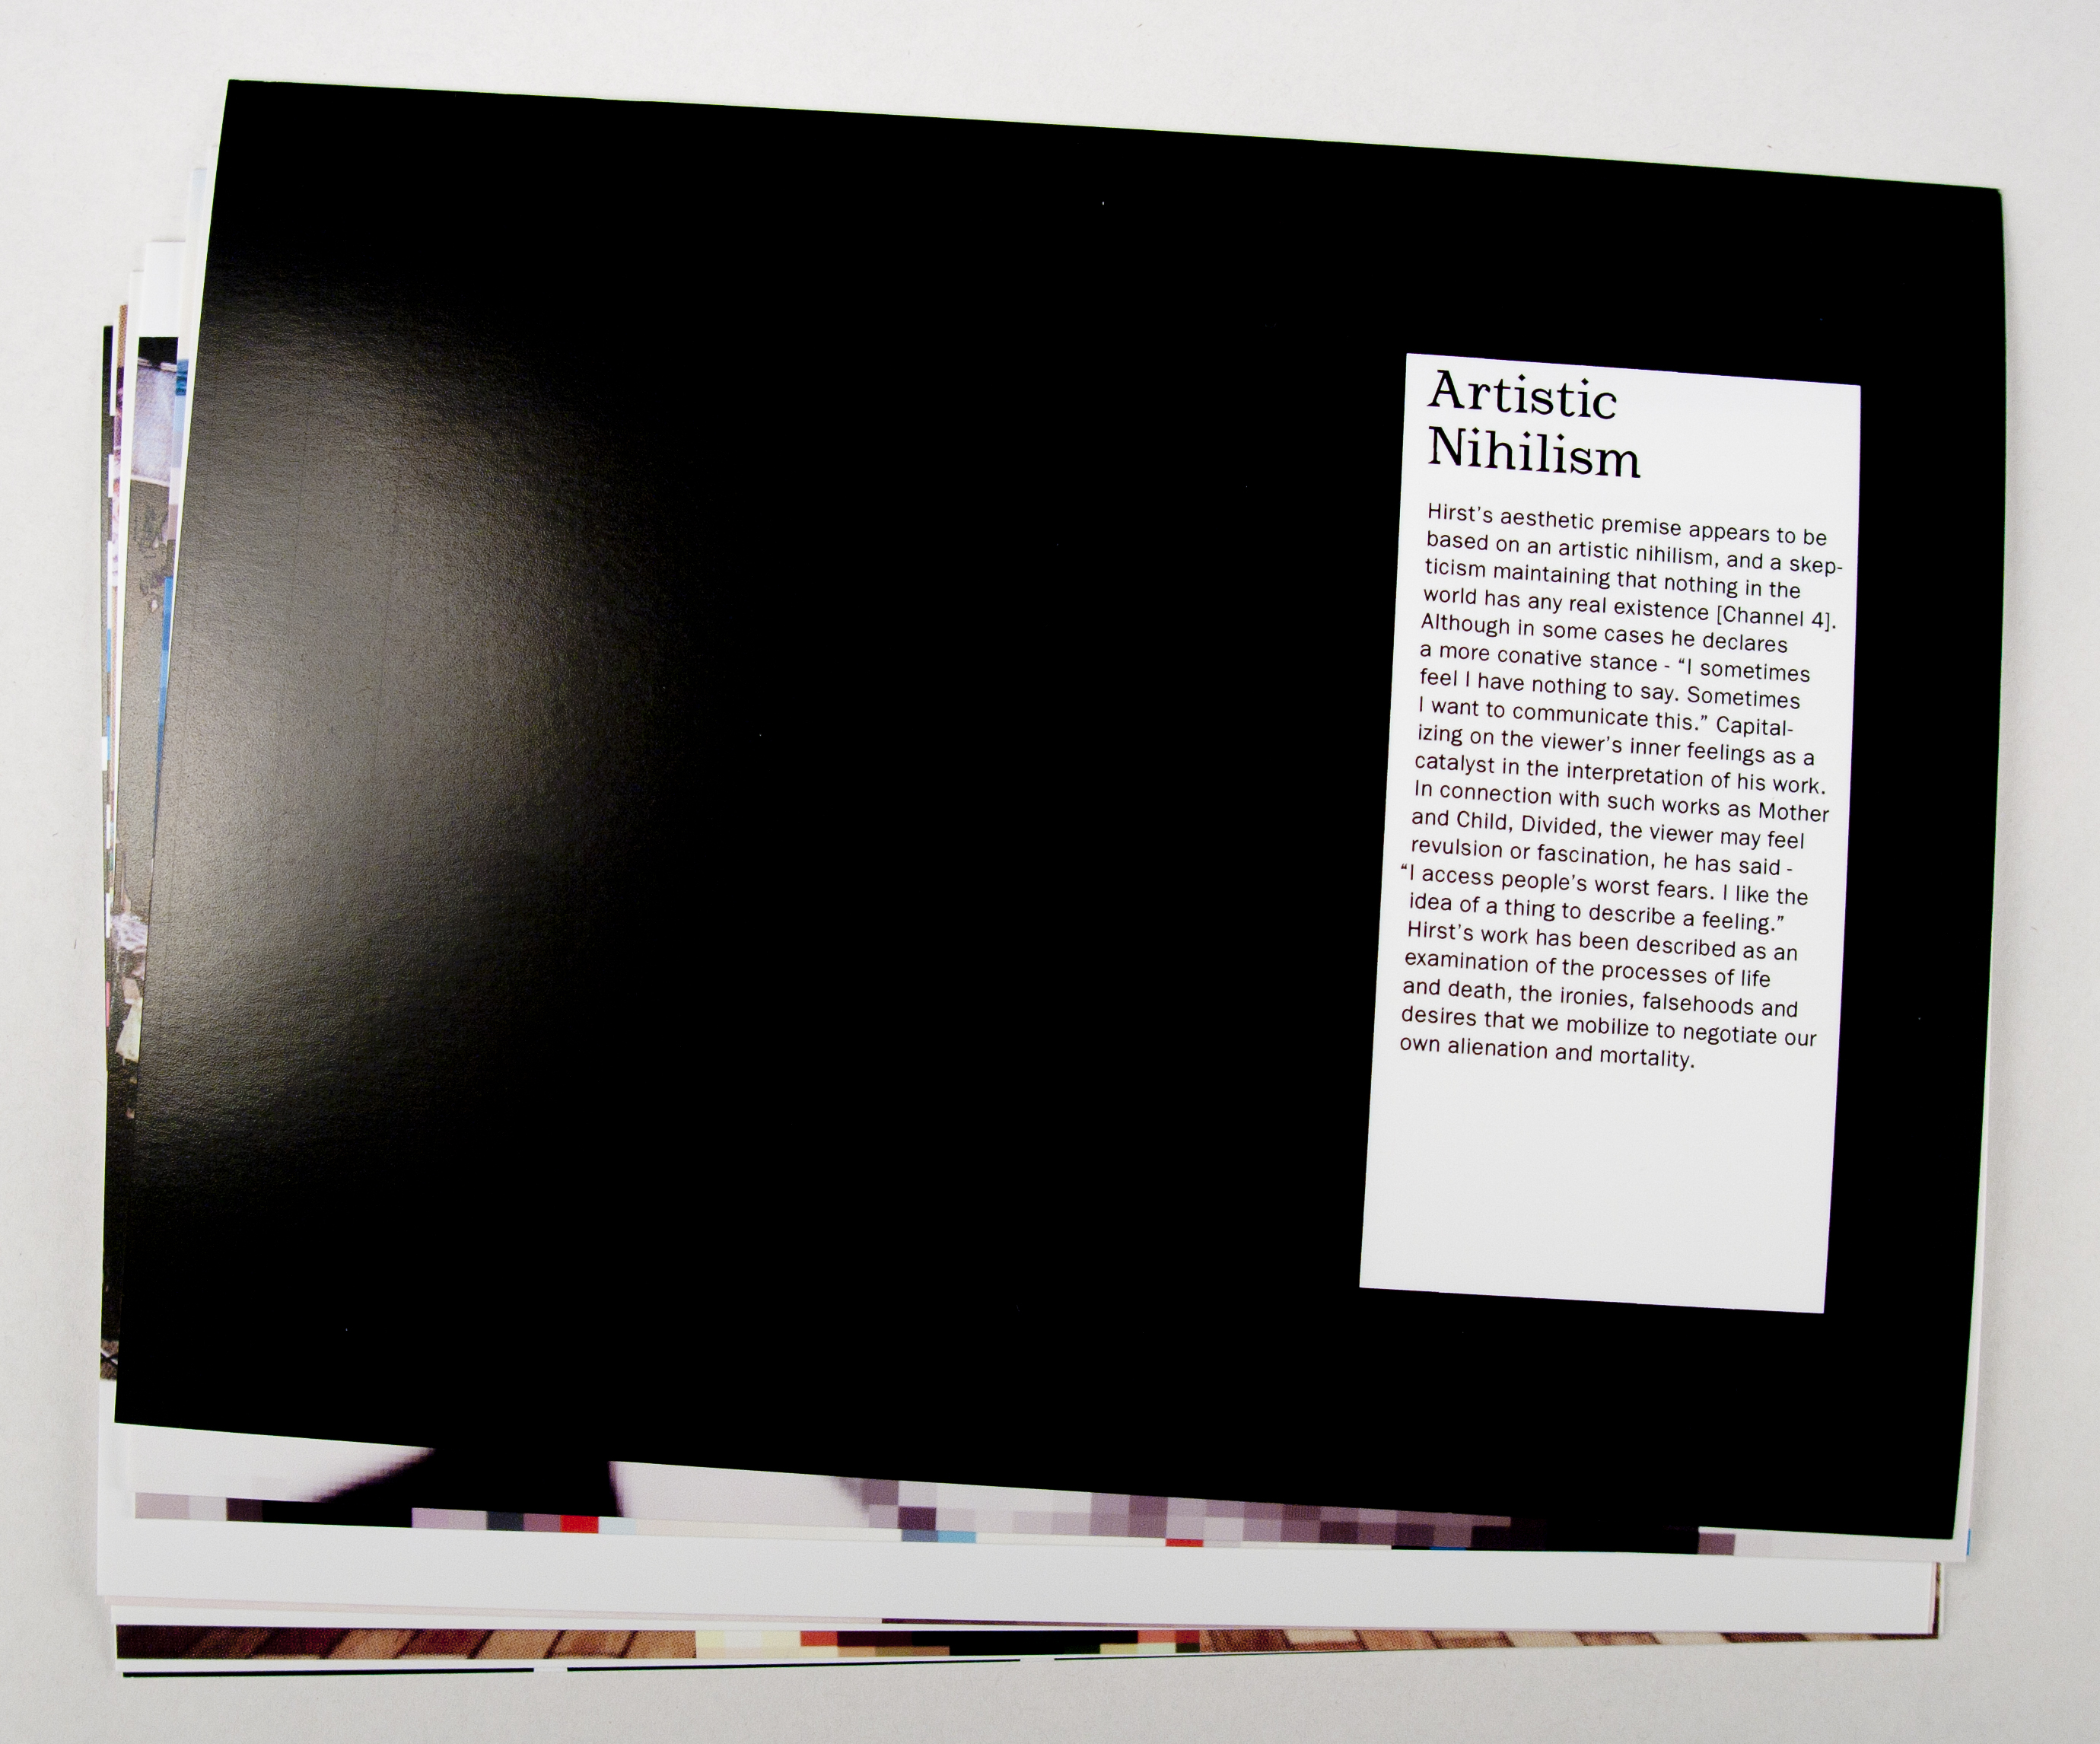 Artistic
Nihilism
Hirst’s aesthetic premise appears to be
based on an artistic nihilism, and a skep-
ticism maintaining that nothing in the
world has any real existence [Channel 4].
Although in some cases he declares
a more conative stance - “I sometimes
feel I have nothing to say. Sometimes
I want to communicate this.” Capital-
izing on the viewer’s inner feelings as a
catalyst in the interpretation of his work.
In connection with such works as Mother
and Child, Divided, the viewer may feel
revulsion or fascination, he has said -
“I access people’s worst fears. I like the
idea of a thing to describe a feeling.”
Hirst’s work has been described as an
examination of the processes of life
and death, the ironies, falsehoods and
desires that we mobilize to negotiate our
own alienation and mortality.